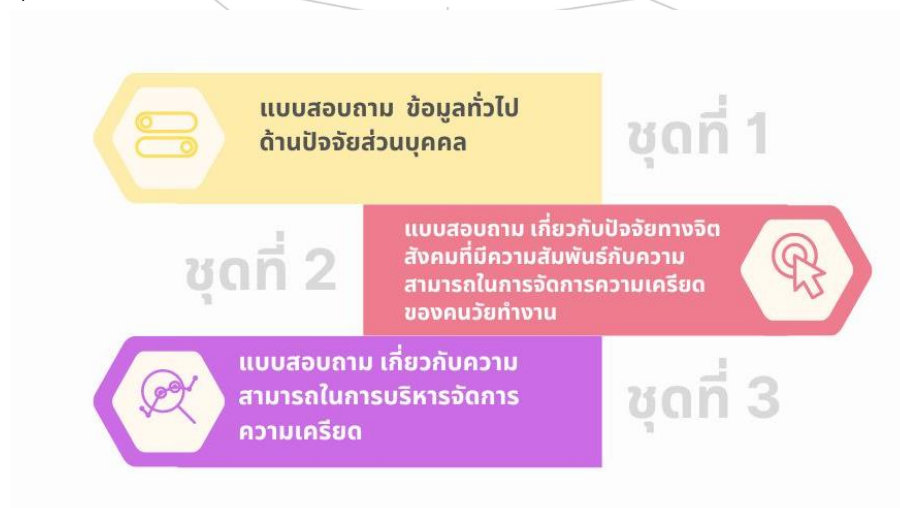 แบบสอบถาม ข้อมูลทั่วไป
ด้านปัจจัยส่วนบุคคล
ชุดที่ 1
ชุดที่ 2
แบบสอบถาม เกี่ยวกับปัจจัยทางจิต
สังคมที่มีความสัมพันธ์กับความ
สามารถในการจัดการความเครียด
ของคนวัยทำงาน
แบบสอบถาม เกี่ยวกับความ
สามารถในการบริหารจัดการ
ความเครียด
ชุดที่ 3